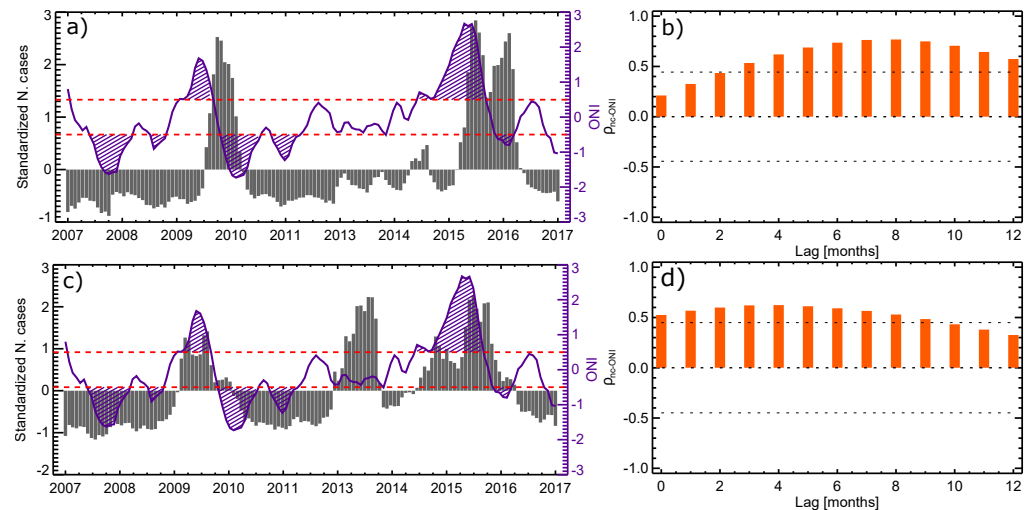 a)
Standardized N. cases
3
2
1
0
-1
3
2
1
0
-1
-2
-3
ONI
2007 2008 2009 2010 2011 2012 2013 2014 2015 2016 2017
b)
ρnc-ONI
1.0
0.5
0.0
-0.5
-1.0
0 2 4 6 8 10 12
Lag [months]
c)
Standardized N. cases
3
2
1
0
-1
-2
3
2
1
0
-1
-2
-3
ONI
2007 2008 2009 2010 2011 2012 2013 2014 2015 2016 2017
d)
ρnc-ONI
1.0
0.5
0.0
-0.5
-1.0
0 2 4 6 8 10 12
Lag [months]